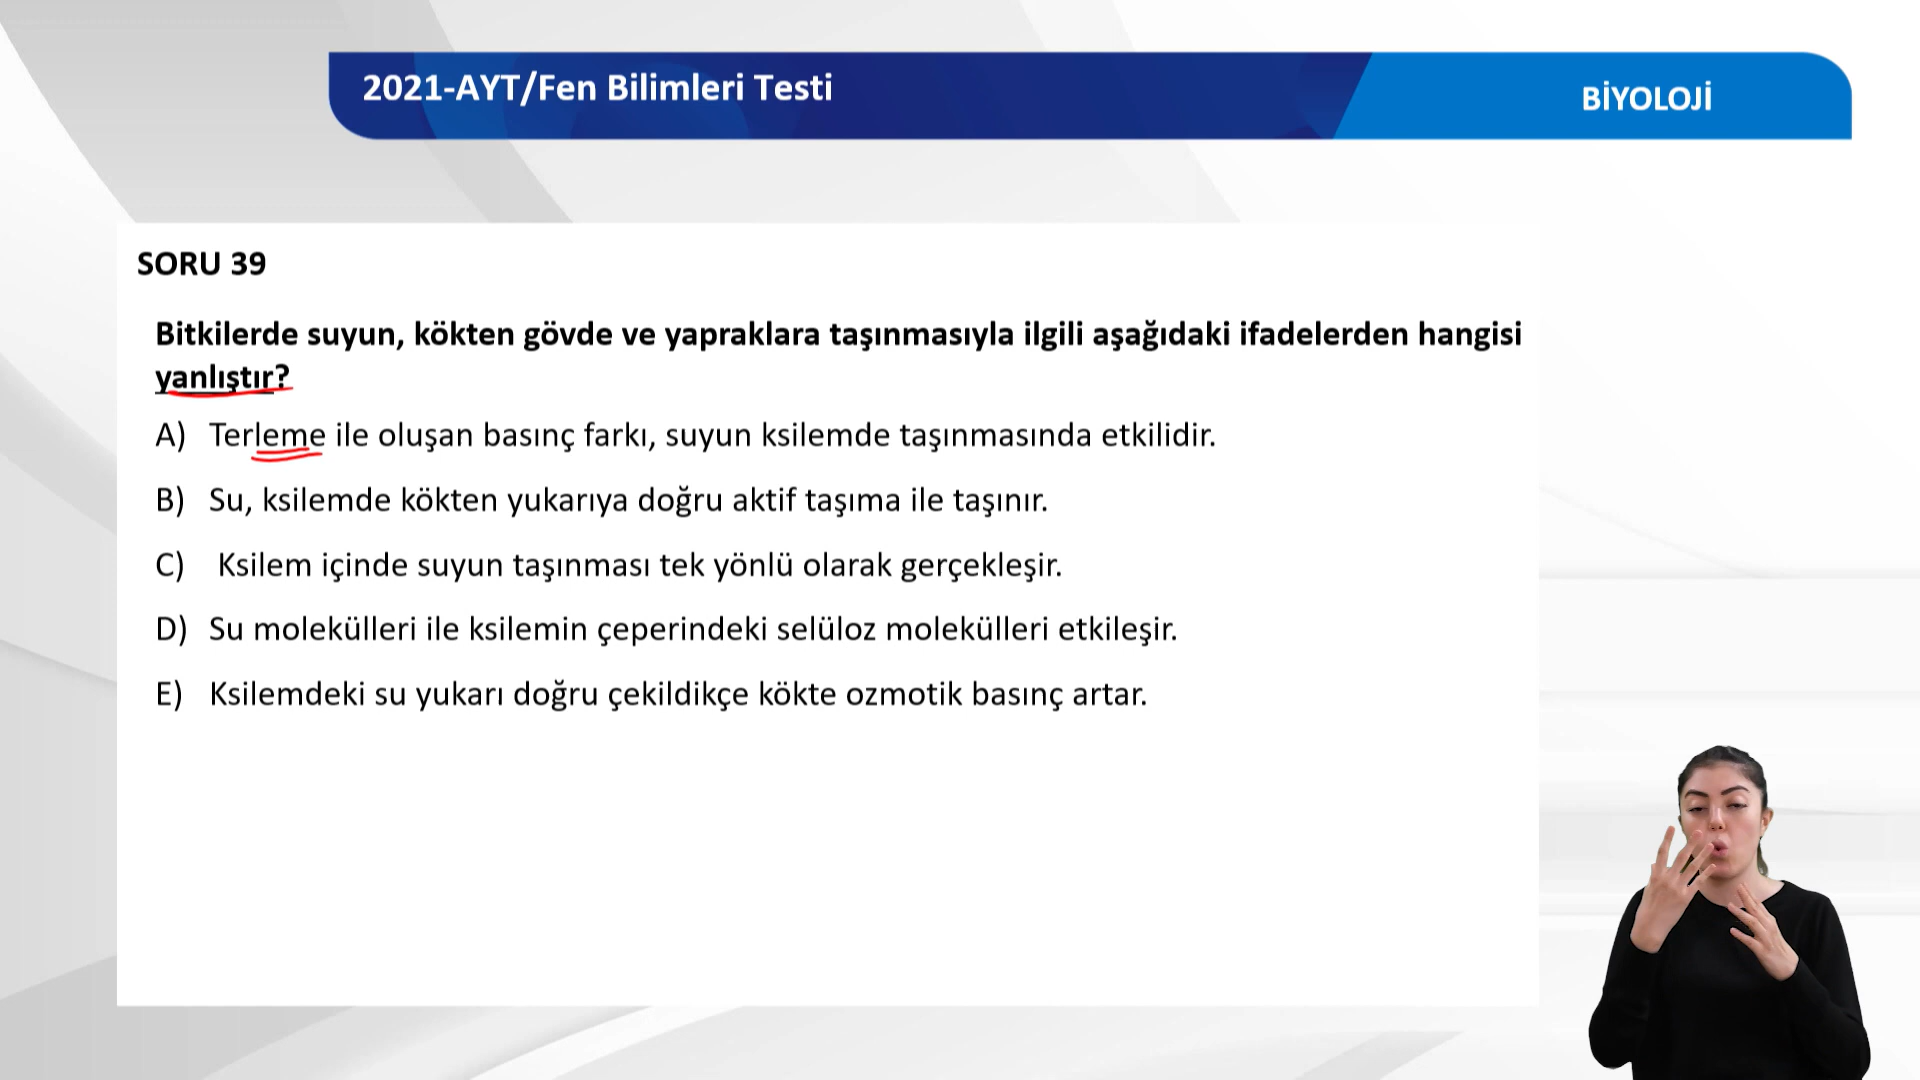 2021-AYT/Fen Bilimleri Testi
BİYOLOJİ
SORU 39
Bitkilerde suyun, kökten gövde ve yapraklara taşınmasıyla ilgili aşağıdaki ifadelerden hangisi
yanlıştır?
A) Terleme ile oluşan basınç farkı, suyun ksilemde taşınmasında etkilidir.
B) Su, ksilemde kökten yukarıya doğru aktif taşıma ile taşınır.
C) Ksilem içinde suyun taşınması tek yönlü olarak gerçekleşir.
D) Su molekülleri ile ksilemin çeperindeki selüloz molekülleri etkileşir.
E) Ksilemdeki su yukarı doğru çekildikçe kökte ozmotik basınç artar.